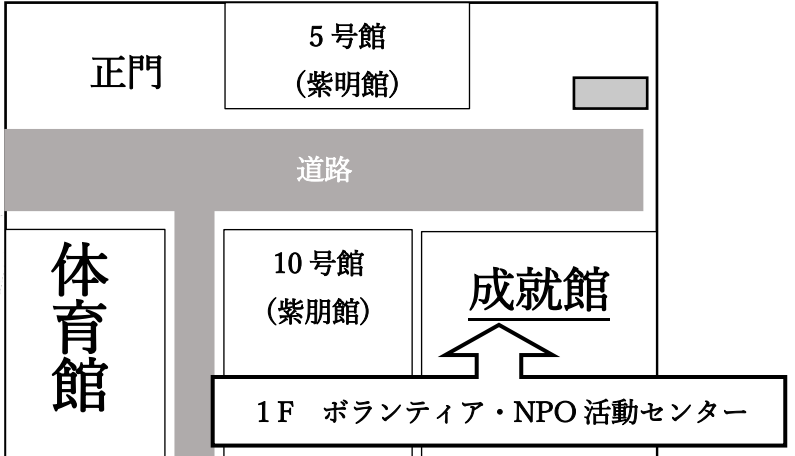 正門
5号館
(紫明館)
道路
体育館
10号館
(紫朋館)
成就館
1F　ボランティア・NPO活動センター